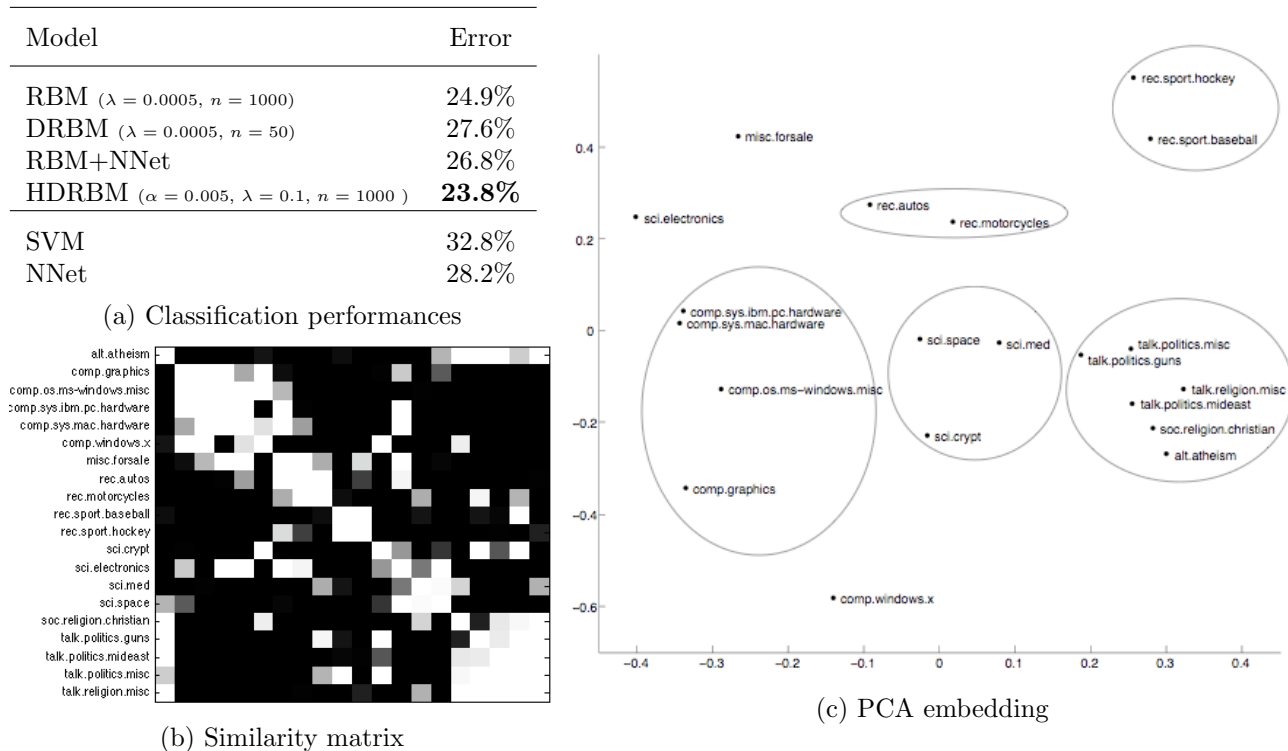 Model Error
RBM (λ = 0.0005, n = 1000) 24.9%
DRBM (λ = 0.0005, n = 50) 27.6%
RBM+NNet 26.8%
HDRBM (α = 0.005, λ = 0.1, n = 1000 ) 23.8%
SVM 32.8%
NNet 28.2%
(a) Classification performances
alt.atheism
comp.graphics
comp.os.ms-windows.misc
comp.sys.ibm.pc.hardware
comp.sys.mac.hardware
comp.windows.x
misc.forsale
rec.autos
rec.motorcycles
rec.sport.baseball
rec.sport.hockey
sci.crypt
sci.electronics
sci.med
sci.space
soc.religion.christian
talk.politics.guns
talk.politics.mideast
talk.politics.misc
talk.religion.misc
(b) Similarity matrix
rec.sport.hockey
misc.forsale
rec.sport.baseball
0.4
rec.autos
sci.electronics
rec.motorcycles
0.2
comp.sys.ibm.pc.hardware
comp.sys.mac.hardware
0
sci.space
sci.med
talk.politics.misc
talk.politics.guns
comp.os.ms-windows.misc
talk.religion.misc
talk.politics.mideast
-0.2
sci.crypt
soc.religion.christian
alt.atheism
comp.graphics
-0.4
comp.windows.x
-0.6
-0.4 -0.3 -0.2 -0.1 0 0.1 0.2 0.3 0.4
(c) PCA embedding